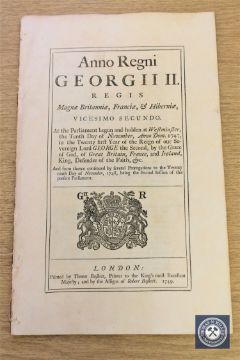 Anno Regni
GEORGII II.
REGIS
Magnæ Britanniæ, Franciæ, & Hiberniæ,
VICESIMO SECUNDO.
At the Parliament begun and holden at Westminster,
the Tenth Day of November, Anno Dom. 1747,
in the Twenty first Year of the Reign of our So-
vereign Lord GEORGE the Second, by the Grace
of God, of Great Britain, France, and Ireland,
King, Defender of the Faith, &c.
And from thence continued by several Prorogations to the Twenty
ninth Day of November, 1748, being the Second Session of this
present Parliament.
G R
LONDON:
Printed by Thomas Baskett, Printer to the King's most Excellent
Majesty; and by the Assigns of Robert Baskett. 1749.